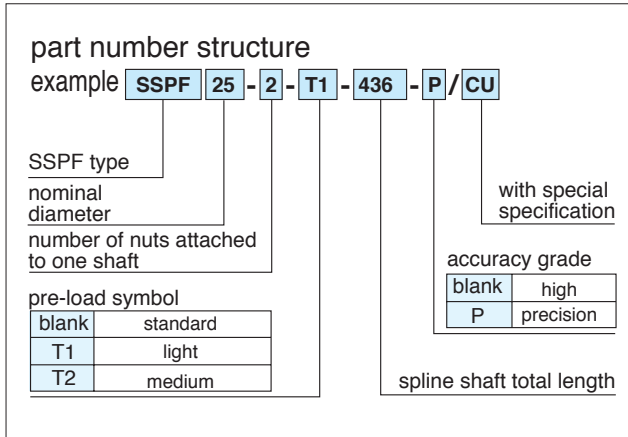 part number structure
example SSPF 25 - 2 - T1 - 436 - P / CU
SSPF type
nominal
diameter
number of nuts attached
to one shaft
pre-load symbol
blank standard
T1 light
T2 medium
with special
specification
accuracy grade
blank high
P precision
spline shaft total length